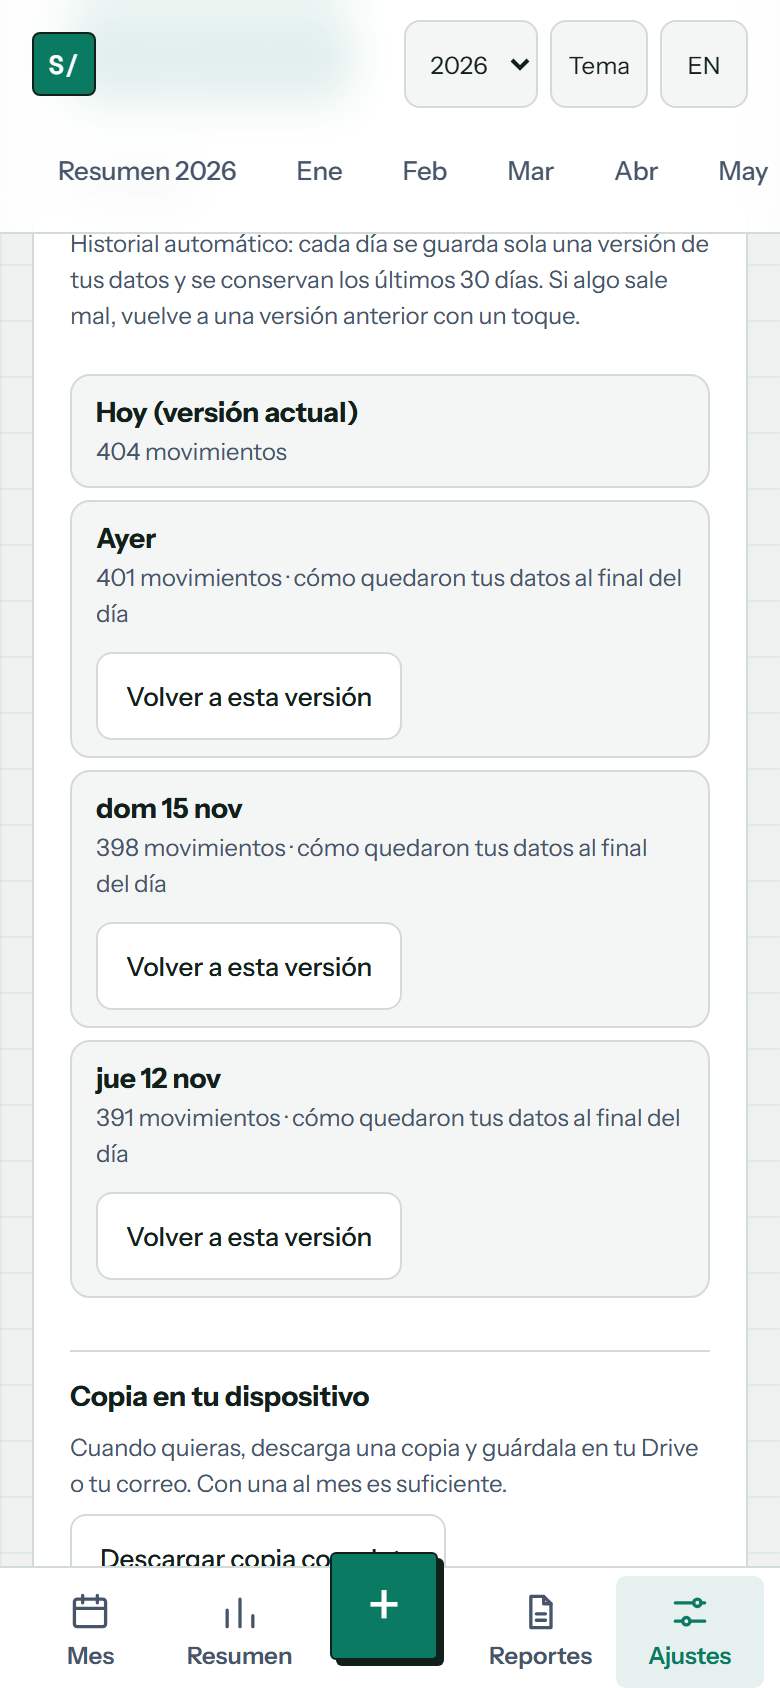 S/
2026
Tema
EN
Resumen 2026
Ene
Feb
Mar
Abr
May
Historial automático: cada día se guarda sola una versión de
tus datos y se conservan los últimos 30 días. Si algo sale
mal, vuelve a una versión anterior con un toque.
Hoy (versión actual)
404 movimientos
Ayer
401 movimientos · cómo quedaron tus datos al final del
día
Volver a esta versión
dom 15 nov
398 movimientos · cómo quedaron tus datos al final
del día
Volver a esta versión
jue 12 nov
391 movimientos · cómo quedaron tus datos al final del
día
Volver a esta versión
Copia en tu dispositivo
Cuando quieras, descarga una copia y guárdala en tu Drive
o tu correo. Con una al mes es suficiente.
Descargar copia
+
Mes
Resumen
Reportes
Ajustes